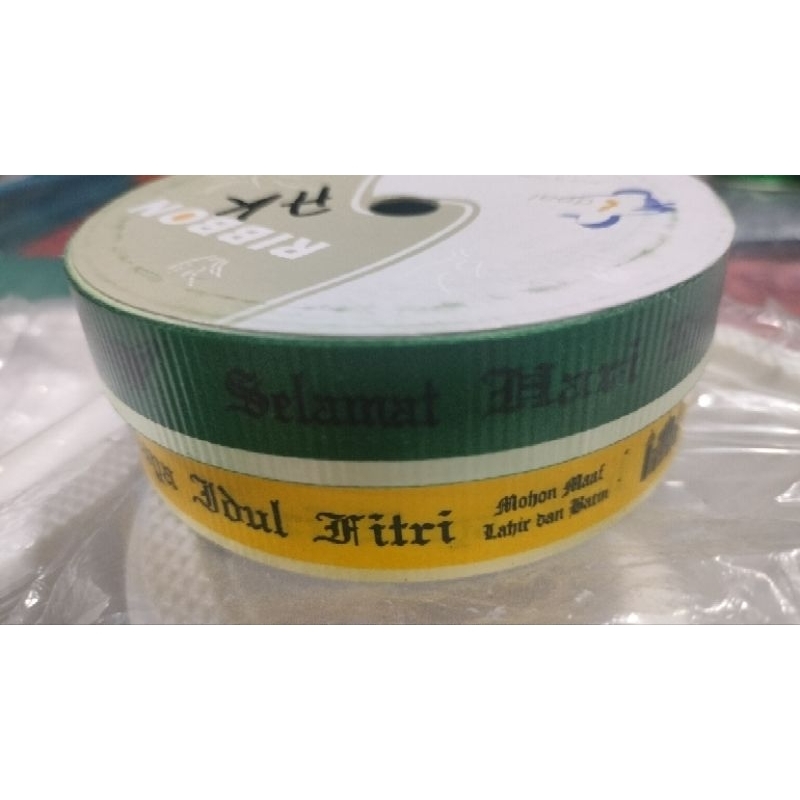 RIBBON
AK
Selamat Hari
Idul Fitri
Mohon Maaf
Lahir dan Batin